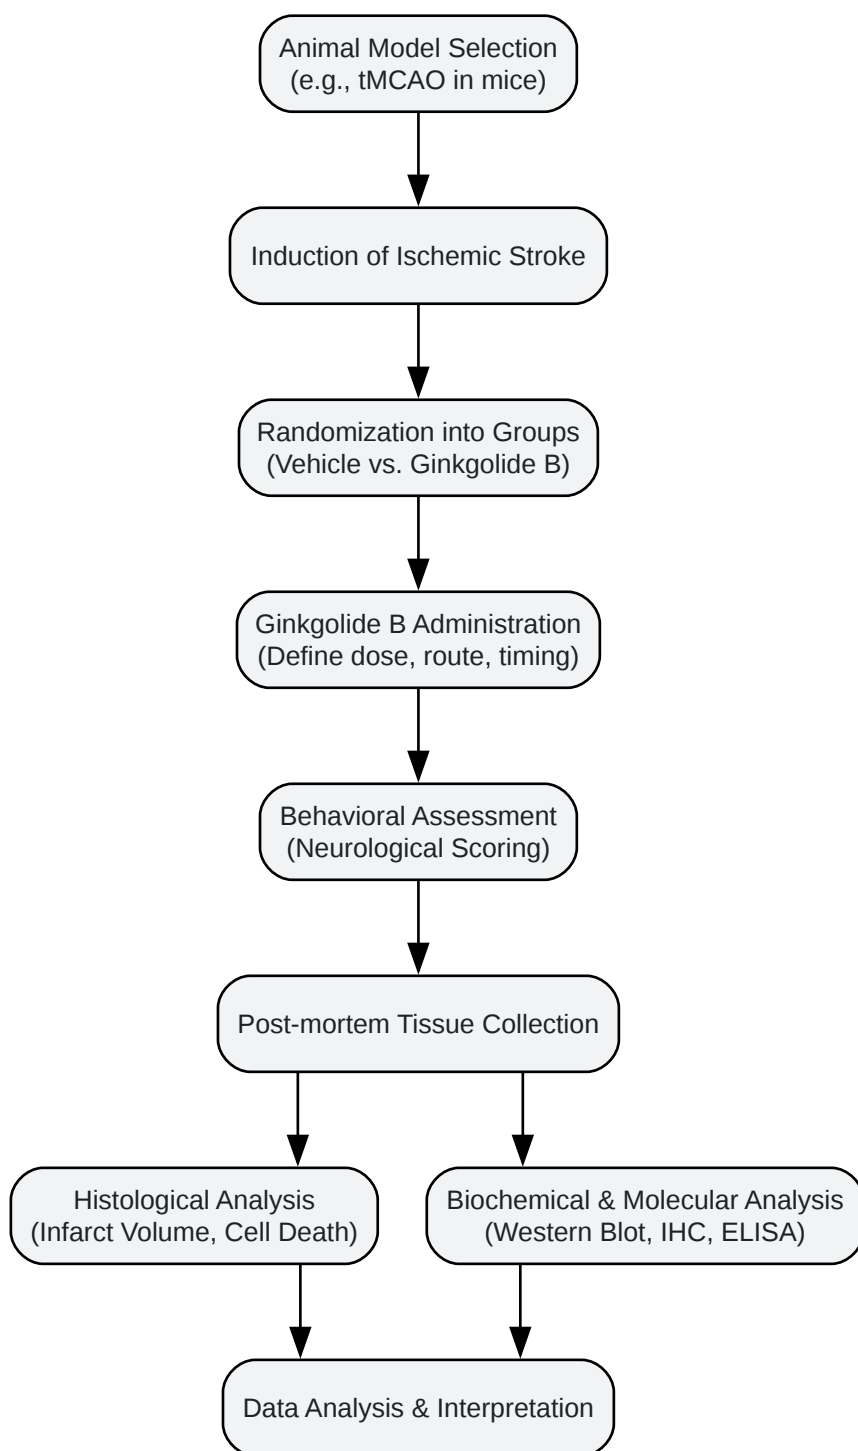 Animal Model Selection
(e.g., tMCAO in mice)
Induction of Ischemic Stroke
Randomization into Groups
(Vehicle vs. Ginkgolide B)
Ginkgolide B Administration
(Define dose, route, timing)
Behavioral Assessment
(Neurological Scoring)
Post-mortem Tissue Collection
Histological Analysis
(Infarct Volume, Cell Death)
Biochemical & Molecular Analysis
(Western Blot, IHC, ELISA)
Data Analysis & Interpretation